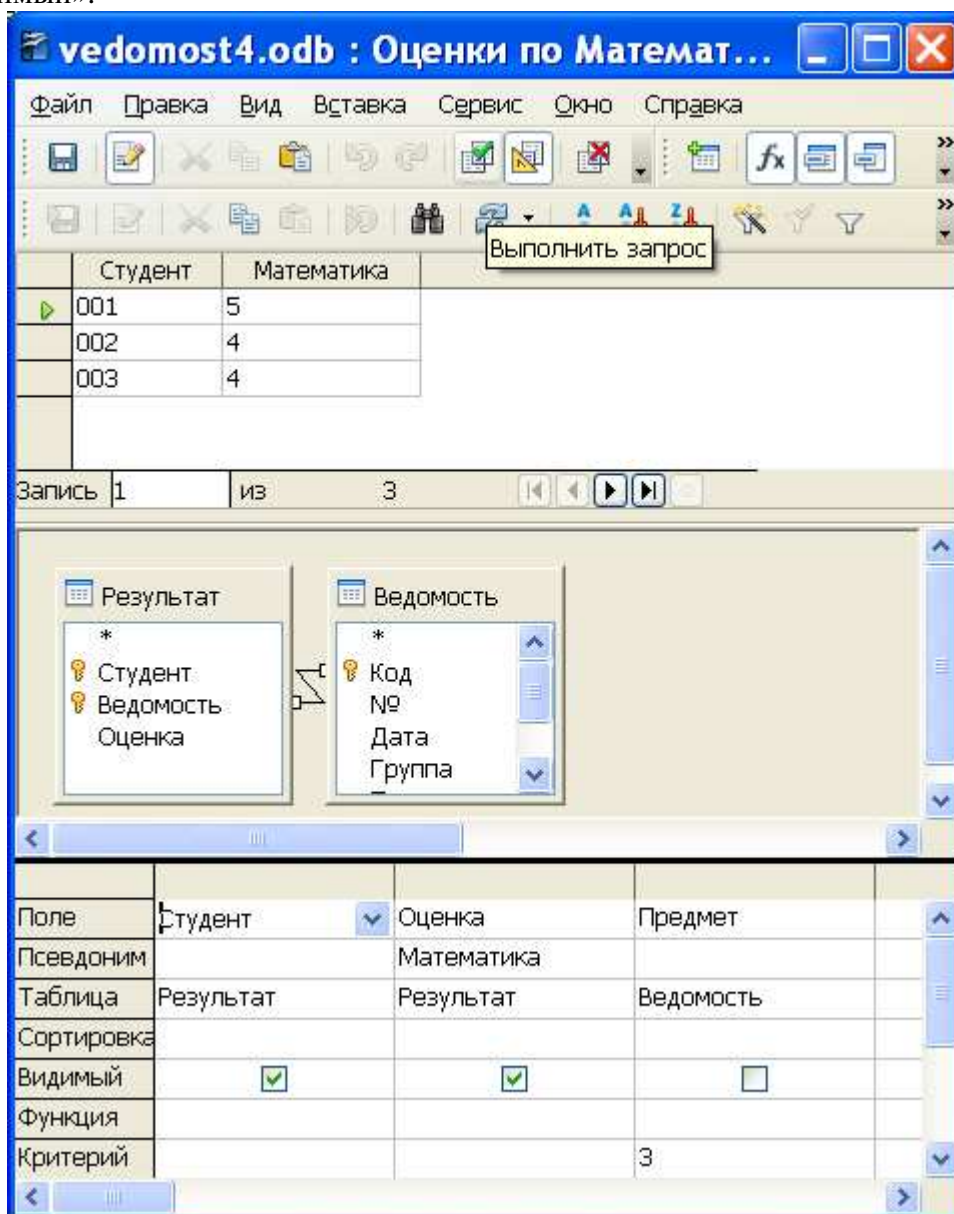 vedomost4.odb : Оценки по Математ...
Файл Правка Вид Вставка Сервис Окно Справка
Выполнить запрос
Студент Математика
001 5
002 4
003 4
Запись 1 из 3
Результат Ведомость
* *
Студент Код
Ведомость №
Оценка Дата
Группа
Поле Студент Оценка Предмет
Псевдоним Математика
Таблица Результат Результат Ведомость
Сортировка
Видимый
Функция
Критерий 3